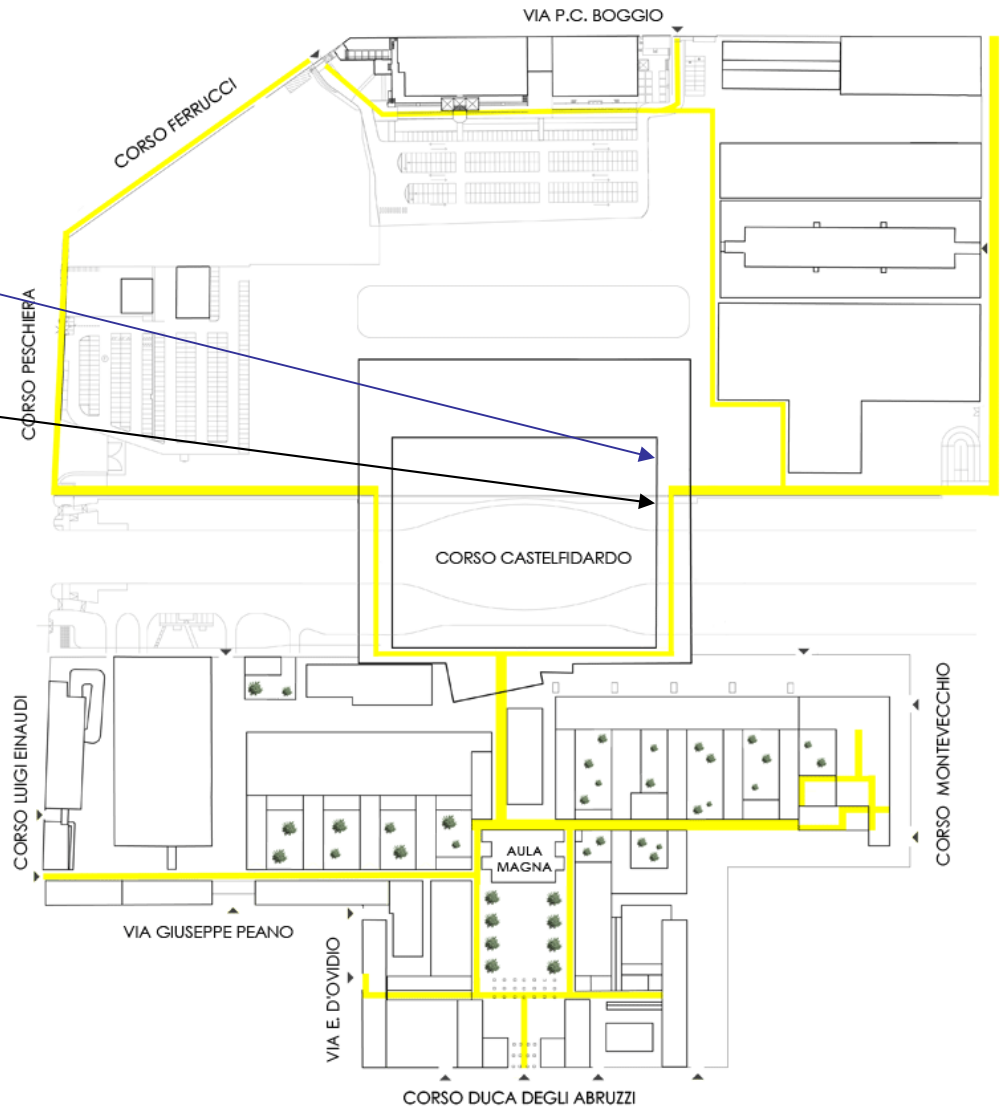 VIA P.C. BOGGIO
CORSO FERRUCCI
CORSO PESCHIERA
CORSO CASTELFIDARDO
CORSO LUIGI EINAUDI
CORSO MONTEVECCHIO
AULA
MAGNA
VIA GIUSEPPE PEANO
VIA E. D'OVIDIO
CORSO DUCA DEGLI ABRUZZI